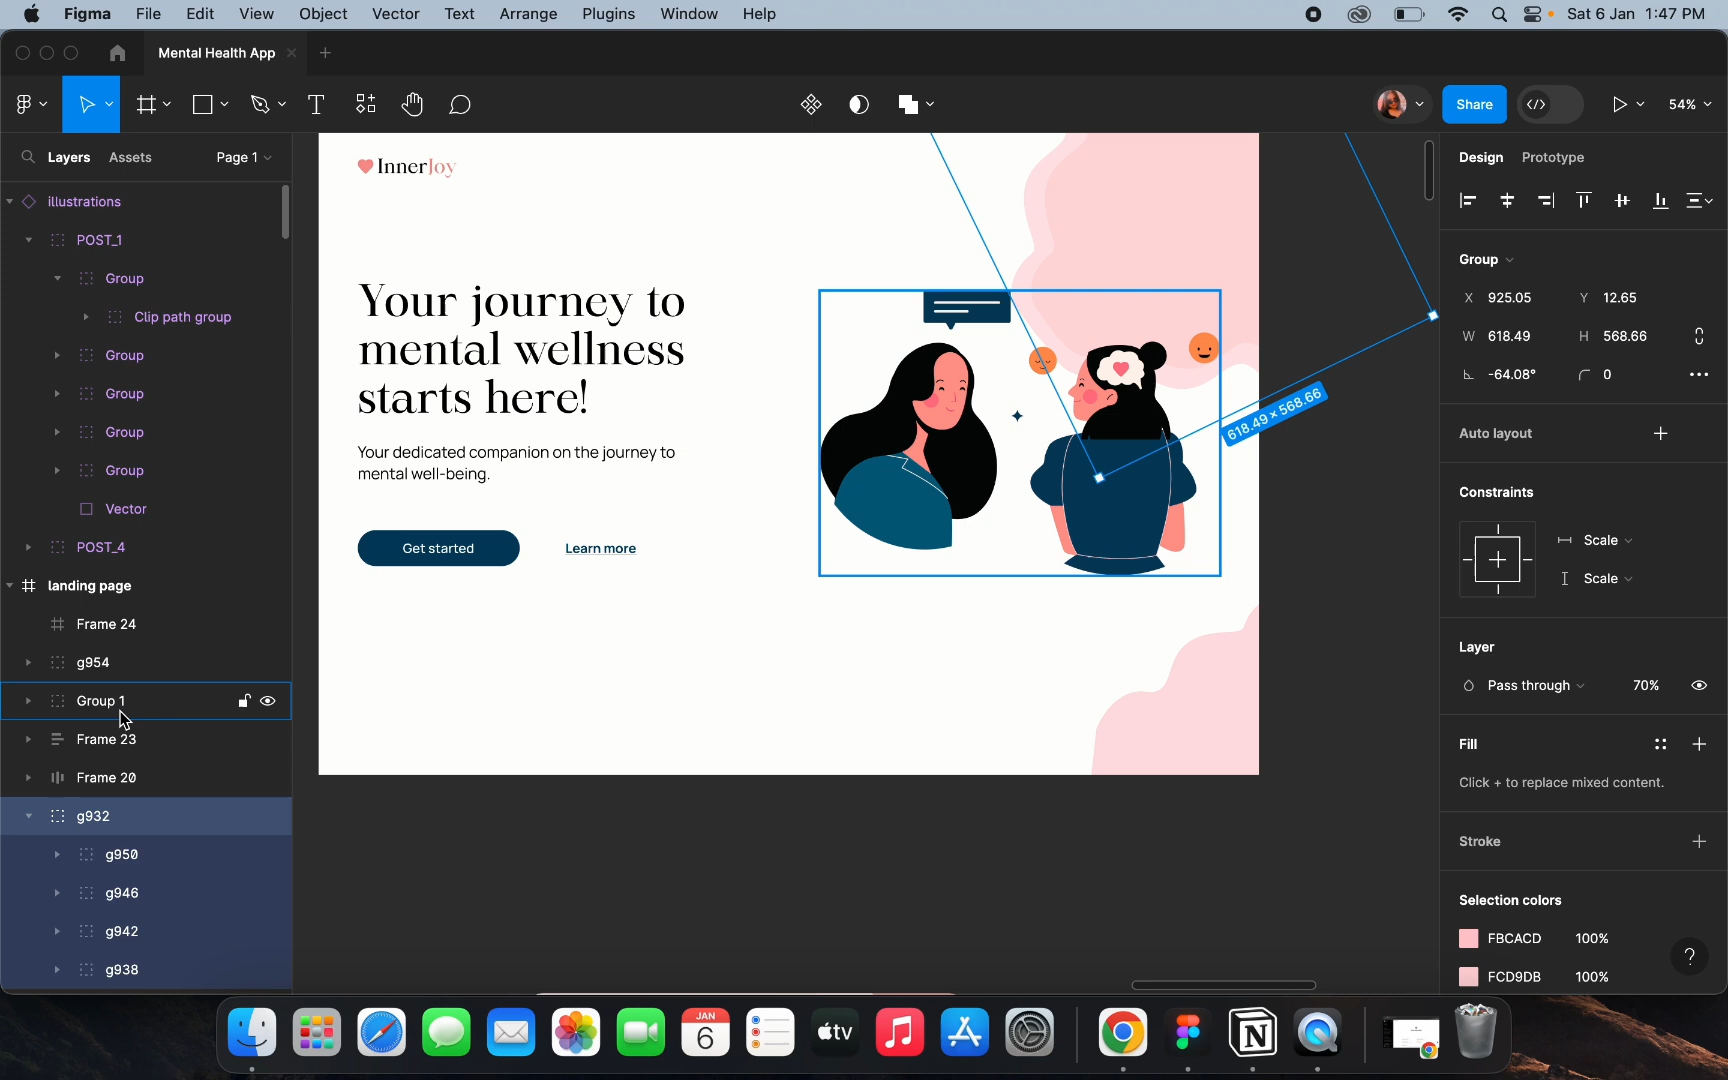 Figma File Edit View Object Vector Text Arrange Plugins Window Help Sat 6 Jan 1:47 PM
Mental Health App
Share 54%
Layers Assets Page 1
illustrations
POST_1
Group
Clip path group
Group
Group
Group
Group
Vector
POST_4
landing page
Frame 24
g954
Group 1
Frame 23
Frame 20
g932
g950
g946
g942
g938
InnerJoy
Your journey to
mental wellness
starts here!
Your dedicated companion on the journey to
mental well-being.
Get started Learn more
618.49 × 568.66
Design Prototype
Group
X 925.05 Y 12.65
W 618.49 H 568.66
-64.08° 0
Auto layout
Constraints
Scale
Scale
Layer
Pass through 70%
Fill
Click + to replace mixed content.
Stroke
Selection colors
FBCACD 100%
FCD9DB 100%
?
JAN
6
tv